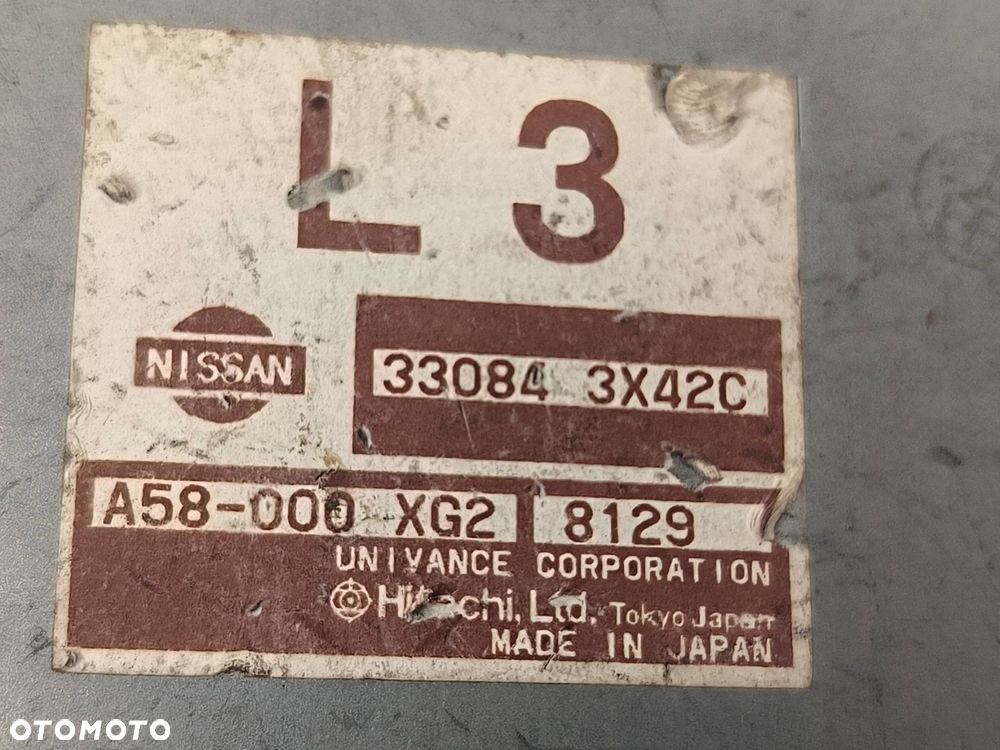 L 3
NISSAN
33084 3X42C
A58-000 XG2 8129
UNIVANCE CORPORATION
Hitachi, Ltd. Tokyo Japan
MADE IN JAPAN
OTOMOTO